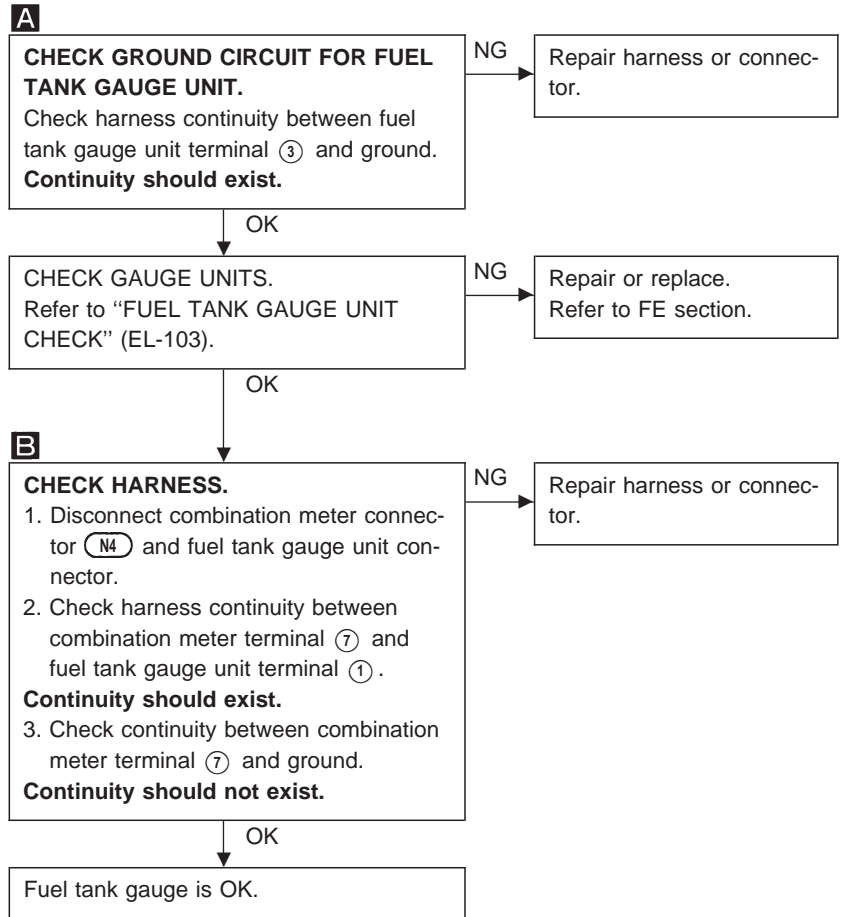 A
CHECK GROUND CIRCUIT FOR FUEL
TANK GAUGE UNIT.
Check harness continuity between fuel
tank gauge unit terminal ③ and ground.
Continuity should exist.
NG
Repair harness or connec-
tor.
OK
CHECK GAUGE UNITS.
Refer to ‘‘FUEL TANK GAUGE UNIT
CHECK’’ (EL-103).
NG
Repair or replace.
Refer to FE section.
OK
B
CHECK HARNESS.
1. Disconnect combination meter connec-
tor N4 and fuel tank gauge unit con-
nector.
2. Check harness continuity between
combination meter terminal ⑦ and
fuel tank gauge unit terminal ①.
Continuity should exist.
3. Check continuity between combination
meter terminal ⑦ and ground.
Continuity should not exist.
NG
Repair harness or connec-
tor.
OK
Fuel tank gauge is OK.